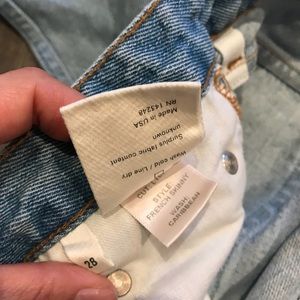 Made in USA
RN 143248
Surplus fabric content
unknown
Wash cold / Line dry
STYLE
FRENCH SKINNY
WASH
CARIBBEAN
28